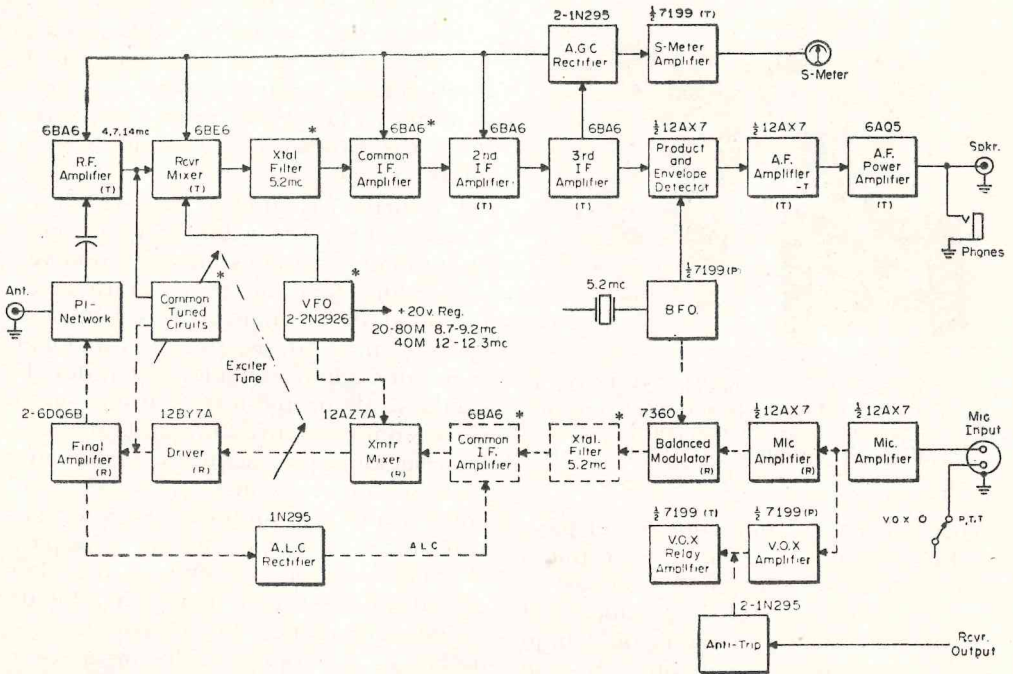 2-1N295
½7199 (T)
A.G.C
Rectifier
S-Meter
Amplifier
S-Meter
6BA6
4,7,14mc
6BE6
*
6BA6*
6BA6
6BA6
½12AX7
½12AX7
6AQ5
R.F.
Amplifier
(T)
Rcvr
Mixer
(T)
Xtal
Filter
5.2mc
Common
I.F.
Amplifier
2nd
IF
Amplifier
(T)
3rd
IF
Amplifier
(T)
Product
and
Envelope
Detector
A.F.
Amplifier
-T
(T)
A.F.
Power
Amplifier
(T)
Spkr.
Phones
Ant.
PI-
Network
*
Common
Tuned
Circuits
*
VFO
2-2N2926
+20v. Reg.
20-80M 8.7-9.2mc
40M 12-12.3mc
5.2mc
½7199(P)
B.F.O.
Exciter
Tune
2-6DQ6B
12BY7A
12AZ7A
6BA6
*
*
7360
½12AX7
½12AX7
Mic
Input
Final
Amplifier
(R)
Driver
(R)
Xmtr
Mixer
(R)
Common
I.F.
Amplifier
Xtal.
Filter
5.2mc
Balanced
Modulator
(R)
Mic
Amplifier
(R)
Mic.
Amplifier
1N295
A.L.C
Rectifier
A L C
½7199 (T)
½7199(P)
V.O.X
Relay
Amplifier
V.O.X
Amplifier
V O X
P.T.T
2-1N295
Anti-Trip
Rcvr.
Output